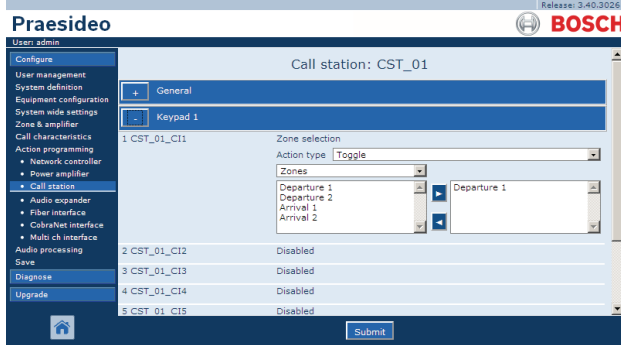 Release: 3.40.3026
Praesideo
BOSCH
User: admin
Configure
User management
System definition
Equipment configuration
System wide settings
Zone & amplifier
Call characteristics
Action programming
• Network controller
• Power amplifier
• Call station
• Audio expander
• Fiber interface
• CobraNet interface
• Multi ch interface
Audio processing
Save
Diagnose
Upgrade
Call station: CST_01
+ General
- Keypad 1
1 CST_01_CI1 Zone selection
Action type Toggle
Zones
Departure 1
Departure 2
Arrival 1
Arrival 2
Departure 1
2 CST_01_CI2 Disabled
3 CST_01_CI3 Disabled
4 CST_01_CI4 Disabled
5 CST_01_CI5 Disabled
Submit